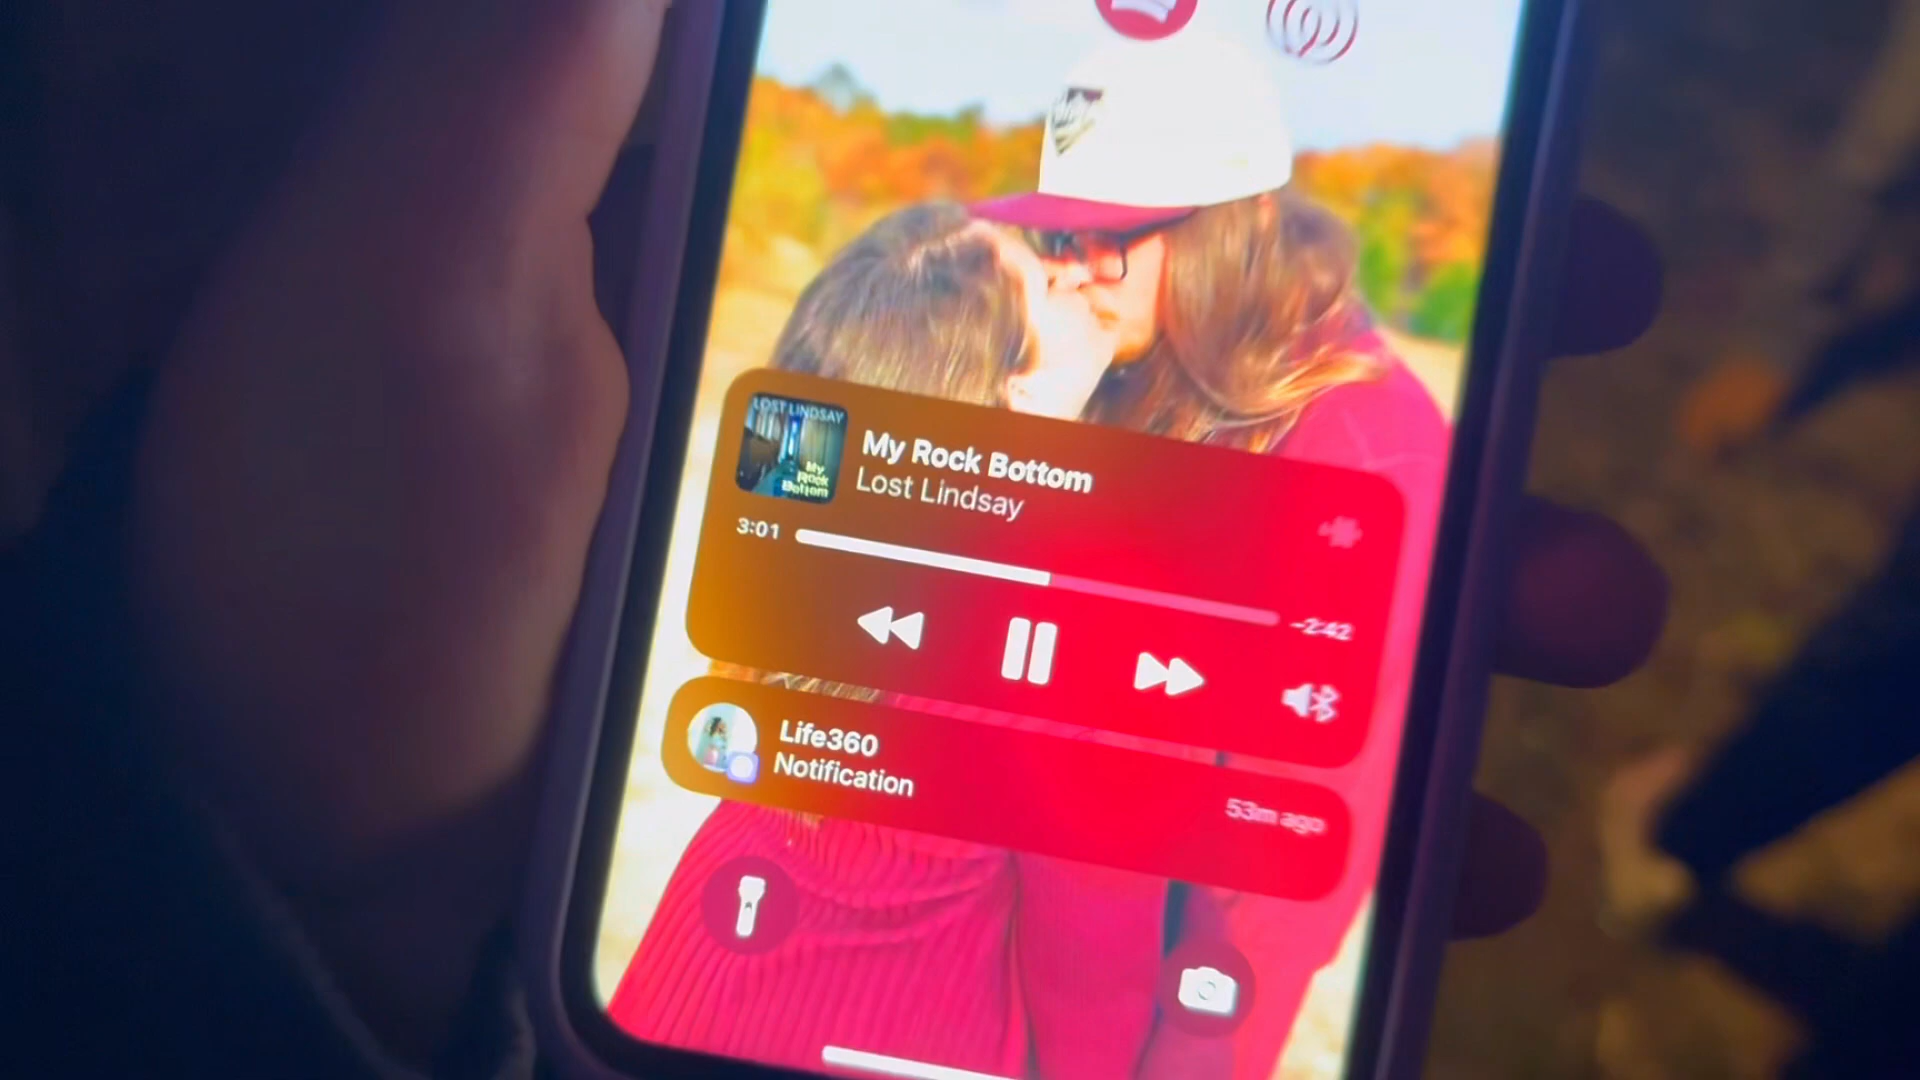 LOST LINDSAY
My
Rock
Bottom
My Rock Bottom
Lost Lindsay
3:01
-2:42
Life360
Notification
53m ago